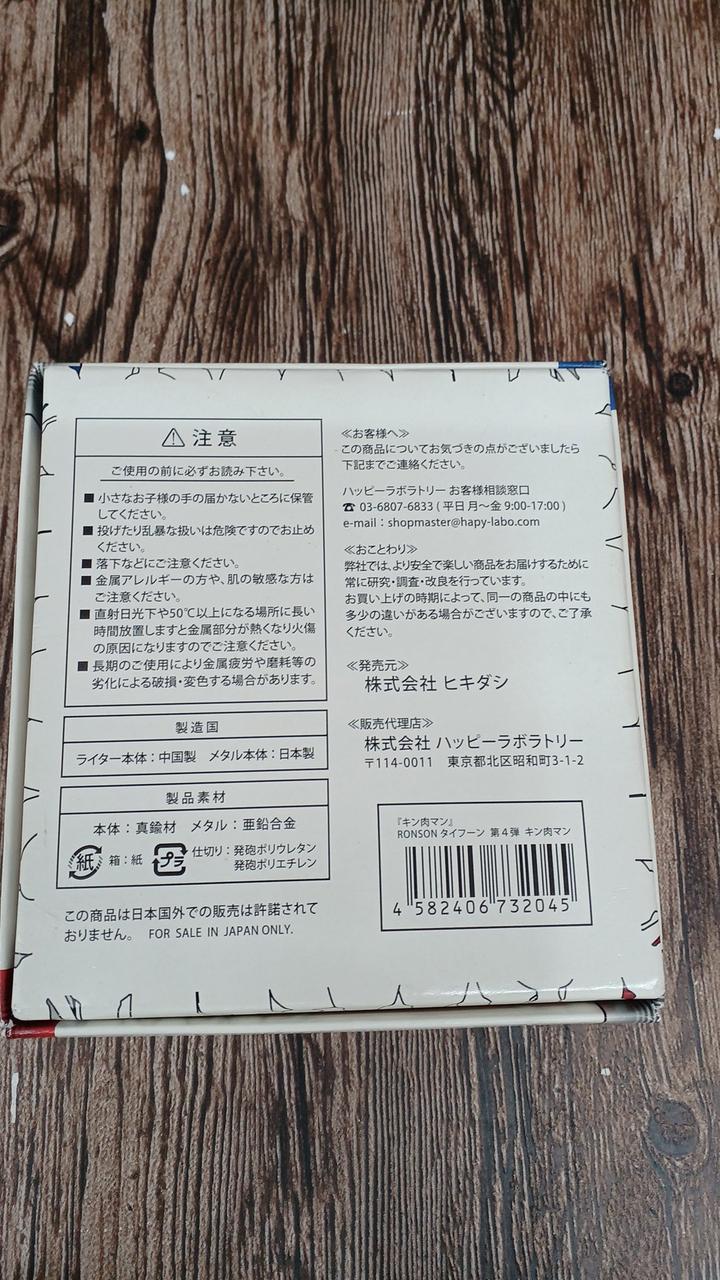 ⚠ 注意
ご使用の前に必ずお読み下さい。
■ 小さなお子様の手の届かないところに保管
してください。
■ 投げたり乱暴な扱いは危険ですのでお止め
ください。
■ 落下などにご注意ください。
■ 金属アレルギーの方や、肌の敏感な方は
ご注意ください。
■ 直射日光下や50℃以上になる場所に長い
時間放置しますと金属部分が熱くなり火傷
の原因になりますのでご注意ください。
■ 長期のご使用により金属疲労や磨耗等の
劣化による破損・変色する場合があります。
製造国
ライター本体：中国製　メタル本体：日本製
製品素材
本体：真鍮材　メタル：亜鉛合金
紙 箱：紙 プラ 仕切り：発砲ポリウレタン
発砲ポリエチレン
この商品は日本国外での販売は許諾されて
おりません。 FOR SALE IN JAPAN ONLY.
≪お客様へ≫
この商品についてお気づきの点がございましたら
下記までご連絡ください。
ハッピーラボラトリー お客様相談窓口
☎ 03-6807-6833 ( 平日 月〜金 9:00-17:00 )
e-mail：shopmaster@hapy-labo.com
≪おことわり≫
弊社では、より安全で楽しい商品をお届けするために
常に研究・調査・改良を行っています。
お買い上げの時期によって、同一の商品の中にも
多少の違いがある場合がございますので、ご了承
ください。
≪発売元≫
株式会社 ヒキダシ
≪販売代理店≫
株式会社 ハッピーラボラトリー
〒114-0011　東京都北区昭和町3-1-2
『キン肉マン』
RONSON タイフーン 第４弾 キン肉マン
4 582406 732045